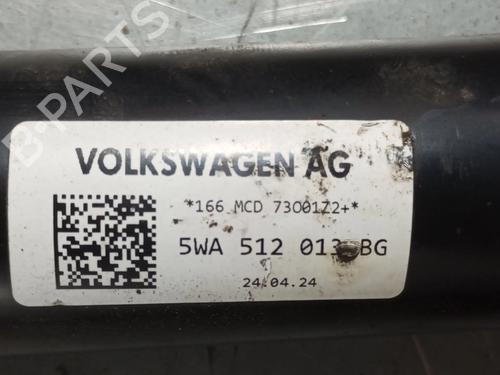 B-PARTS
VOLKSWAGEN AG
*166 MCD 73001Z2+*
5WA 512 013 BG
24.04.24